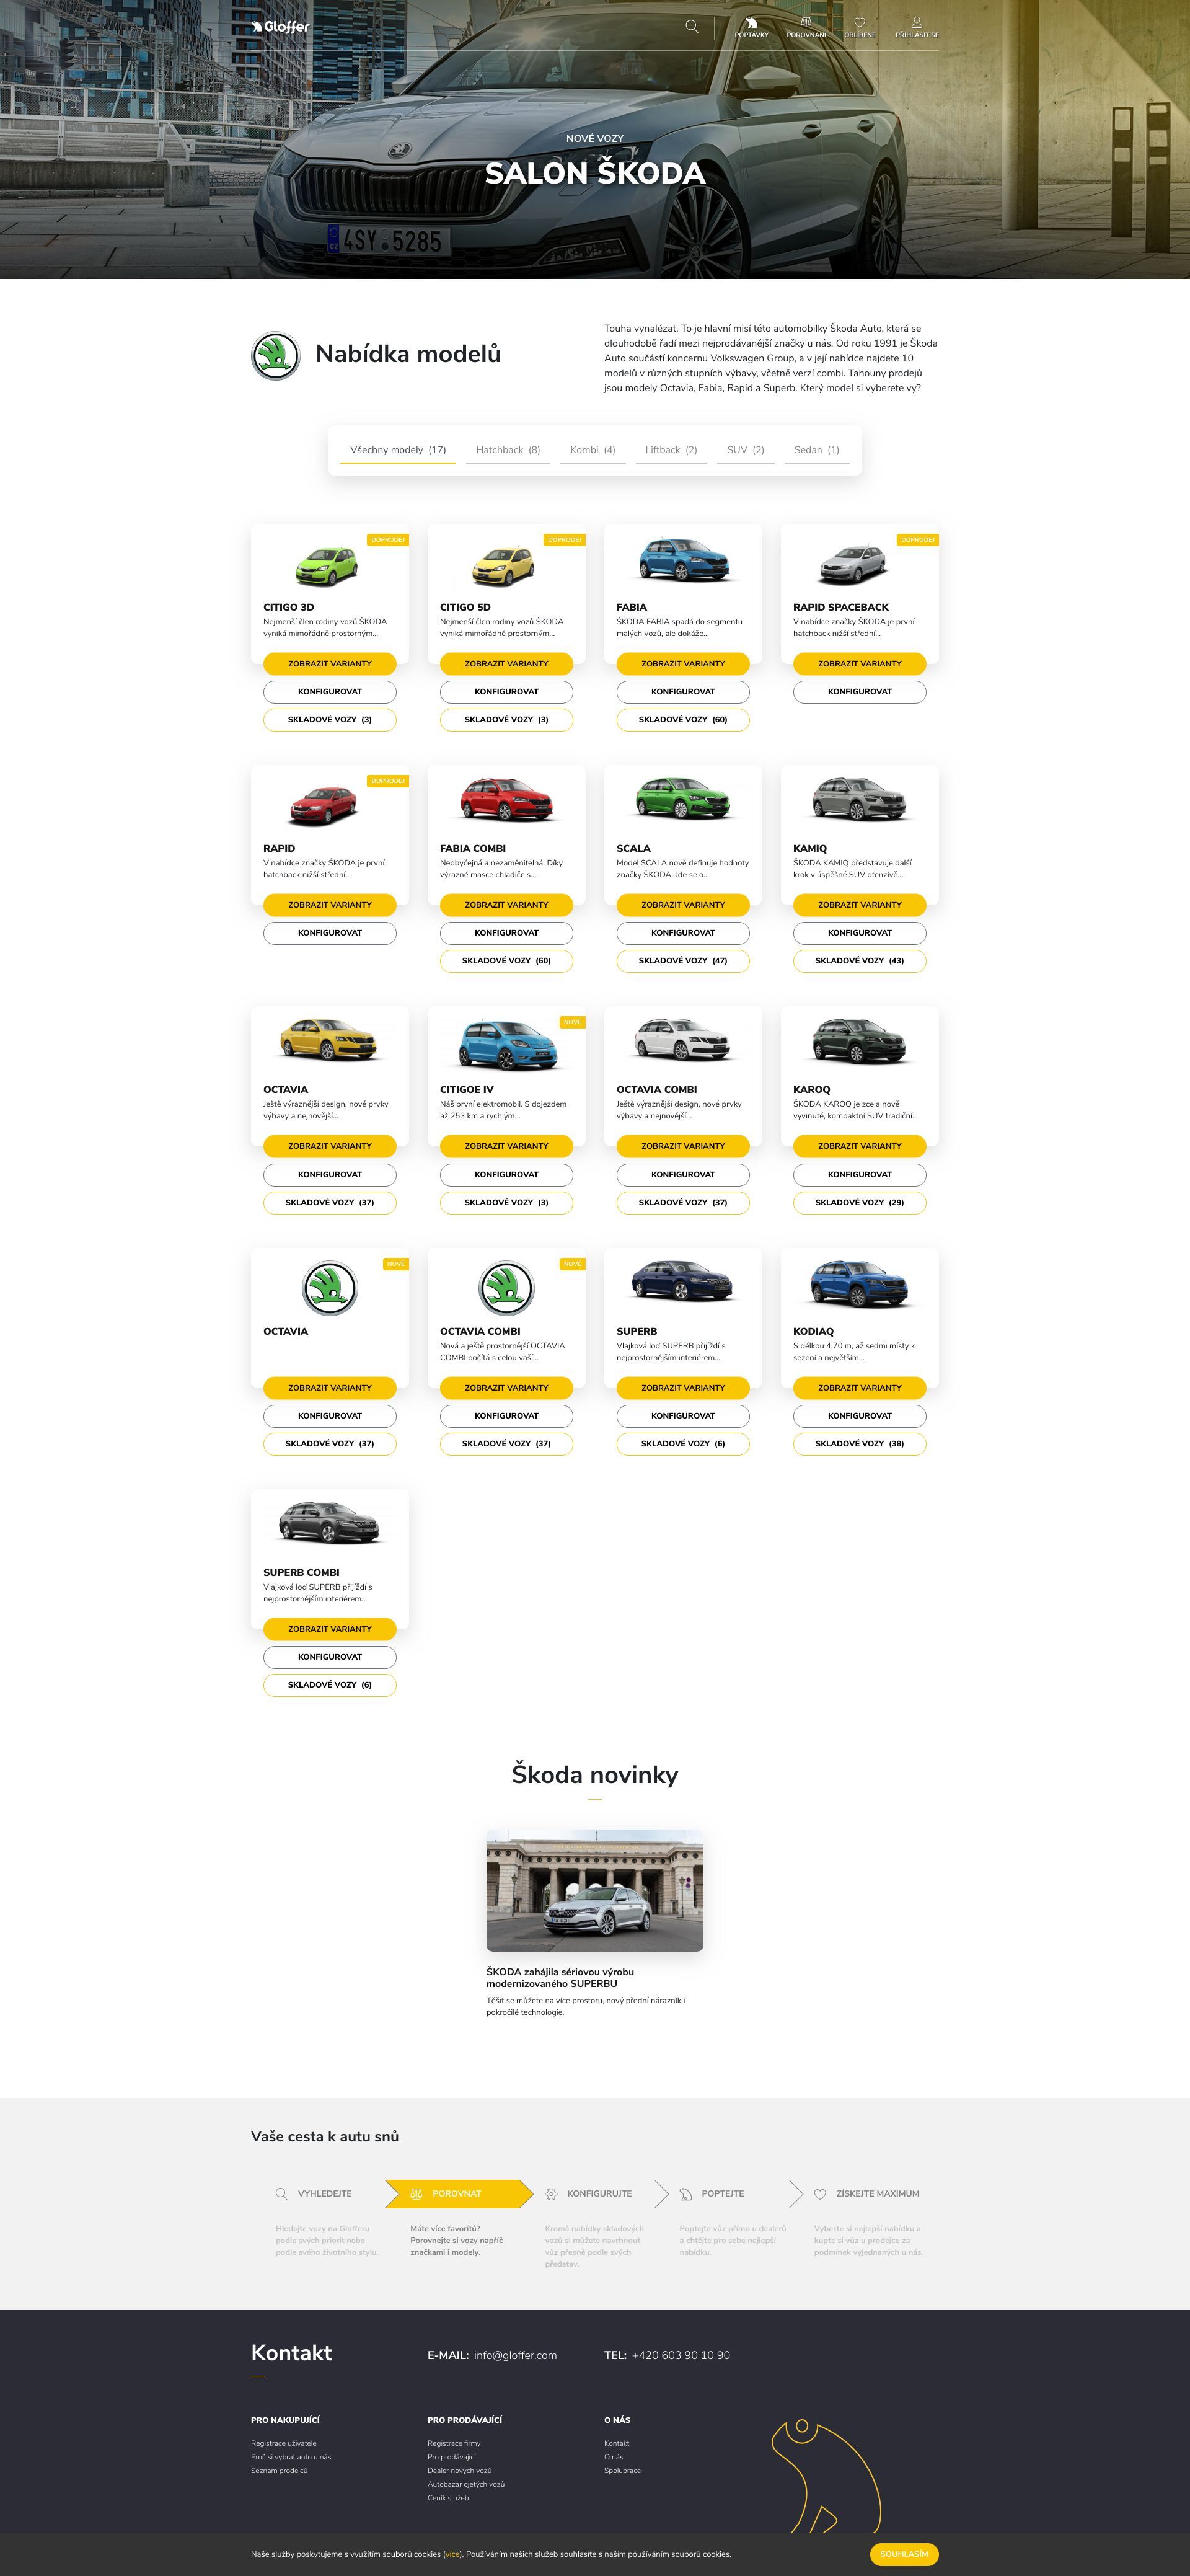 Gloffer
POPTÁVKY
POROVNÁNÍ
OBLÍBENÉ
PŘIHLÁSIT SE
NOVÉ VOZY
SALON ŠKODA
4SY 5285
CZ
Nabídka modelů
Touha vynalézat. To je hlavní misí této automobilky Škoda Auto, která se
dlouhodobě řadí mezi nejprodávanější značky u nás. Od roku 1991 je Škoda
Auto součástí koncernu Volkswagen Group, a v její nabídce najdete 10
modelů v různých stupních výbavy, včetně verzí combi. Tahouny prodejů
jsou modely Octavia, Fabia, Rapid a Superb. Který model si vyberete vy?
Všechny modely (17)
Hatchback (8)
Kombi (4)
Liftback (2)
SUV (2)
Sedan (1)
DOPRODEJ
CITIGO 3D
Nejmenší člen rodiny vozů ŠKODA
vyniká mimořádně prostorným...
ZOBRAZIT VARIANTY
KONFIGUROVAT
SKLADOVÉ VOZY (3)
DOPRODEJ
CITIGO 5D
Nejmenší člen rodiny vozů ŠKODA
vyniká mimořádně prostorným...
ZOBRAZIT VARIANTY
KONFIGUROVAT
SKLADOVÉ VOZY (3)
FABIA
ŠKODA FABIA spadá do segmentu
malých vozů, ale dokáže...
ZOBRAZIT VARIANTY
KONFIGUROVAT
SKLADOVÉ VOZY (60)
DOPRODEJ
RAPID SPACEBACK
V nabídce značky ŠKODA je první
hatchback nižší střední...
ZOBRAZIT VARIANTY
KONFIGUROVAT
DOPRODEJ
RAPID
V nabídce značky ŠKODA je první
hatchback nižší střední...
ZOBRAZIT VARIANTY
KONFIGUROVAT
FABIA COMBI
Neobyčejná a nezaměnitelná. Díky
výrazné masce chladiče s...
ZOBRAZIT VARIANTY
KONFIGUROVAT
SKLADOVÉ VOZY (60)
SCALA
Model SCALA nově definuje hodnoty
značky ŠKODA. Jde se o...
ZOBRAZIT VARIANTY
KONFIGUROVAT
SKLADOVÉ VOZY (47)
KAMIQ
ŠKODA KAMIQ představuje další
krok v úspěšné SUV ofenzívě...
ZOBRAZIT VARIANTY
KONFIGUROVAT
SKLADOVÉ VOZY (43)
OCTAVIA
Ještě výraznější design, nové prvky
výbavy a nejnovější...
ZOBRAZIT VARIANTY
KONFIGUROVAT
SKLADOVÉ VOZY (37)
NOVÉ
CITIGOE IV
Náš první elektromobil. S dojezdem
až 253 km a rychlým...
ZOBRAZIT VARIANTY
KONFIGUROVAT
SKLADOVÉ VOZY (3)
OCTAVIA COMBI
Ještě výraznější design, nové prvky
výbavy a nejnovější...
ZOBRAZIT VARIANTY
KONFIGUROVAT
SKLADOVÉ VOZY (37)
KAROQ
ŠKODA KAROQ je zcela nově
vyvinuté, kompaktní SUV tradiční...
ZOBRAZIT VARIANTY
KONFIGUROVAT
SKLADOVÉ VOZY (29)
NOVÉ
OCTAVIA
ZOBRAZIT VARIANTY
KONFIGUROVAT
SKLADOVÉ VOZY (37)
NOVÉ
OCTAVIA COMBI
Nová a ještě prostornější OCTAVIA
COMBI počítá s celou vaší...
ZOBRAZIT VARIANTY
KONFIGUROVAT
SKLADOVÉ VOZY (37)
SUPERB
Vlajková loď SUPERB přijíždí s
nejprostornějším interiérem...
ZOBRAZIT VARIANTY
KONFIGUROVAT
SKLADOVÉ VOZY (6)
KODIAQ
S délkou 4,70 m, až sedmi místy k
sezení a největším...
ZOBRAZIT VARIANTY
KONFIGUROVAT
SKLADOVÉ VOZY (38)
SUPERB COMBI
Vlajková loď SUPERB přijíždí s
nejprostornějším interiérem...
ZOBRAZIT VARIANTY
KONFIGUROVAT
SKLADOVÉ VOZY (6)
Škoda novinky
ŠKODA zahájila sériovou výrobu
modernizovaného SUPERBU
Těšit se můžete na více prostoru, nový přední nárazník i
pokročilé technologie.
Vaše cesta k autu snů
VYHLEDEJTE
Hledejte vozy na Glofferu
podle svých priorit nebo
podle svého životního stylu.
POROVNAT
Máte více favoritů?
Porovnejte si vozy napříč
značkami i modely.
KONFIGURUJTE
Kromě nabídky skladových
vozů si můžete navrhnout
vůz přesně podle svých
představ.
POPTEJTE
Poptejte vůz přímo u dealerů
a chtějte pro sebe nejlepší
nabídku.
ZÍSKEJTE MAXIMUM
Vyberte si nejlepší nabídku a
kupte si vůz u prodejce za
podmínek vyjednaných u nás.
Kontakt
E-MAIL: info@gloffer.com
TEL: +420 603 90 10 90
PRO NAKUPUJÍCÍ
Registrace uživatele
Proč si vybrat auto u nás
Seznam prodejců
PRO PRODÁVAJÍCÍ
Registrace firmy
Pro prodávající
Dealer nových vozů
Autobazar ojetých vozů
Ceník služeb
O NÁS
Kontakt
O nás
Spolupráce
Naše služby poskytujeme s využitím souborů cookies (více). Používáním našich služeb souhlasíte s naším používáním souborů cookies.
SOUHLASÍM